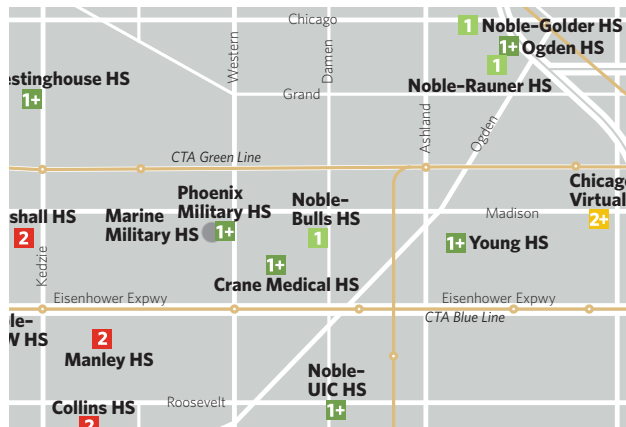 Chicago
1 Noble-Golder HS
1+ Ogden HS
1
Noble-Rauner HS
Western
Damen
estinghouse HS
1+
Grand
Ashland
Ogden
CTA Green Line
Chicag
Virtual
2+
Phoenix
Military HS
1+
Marine
Military HS
Noble-
Bulls HS
1
Madison
shall HS
2
1+ Young HS
Kedzie
1+
Crane Medical HS
Eisenhower Expwy
Eisenhower Expwy
CTA Blue Line
le-
W HS
2
Manley HS
Noble-
UIC HS
1+
Collins HS
2
Roosevelt